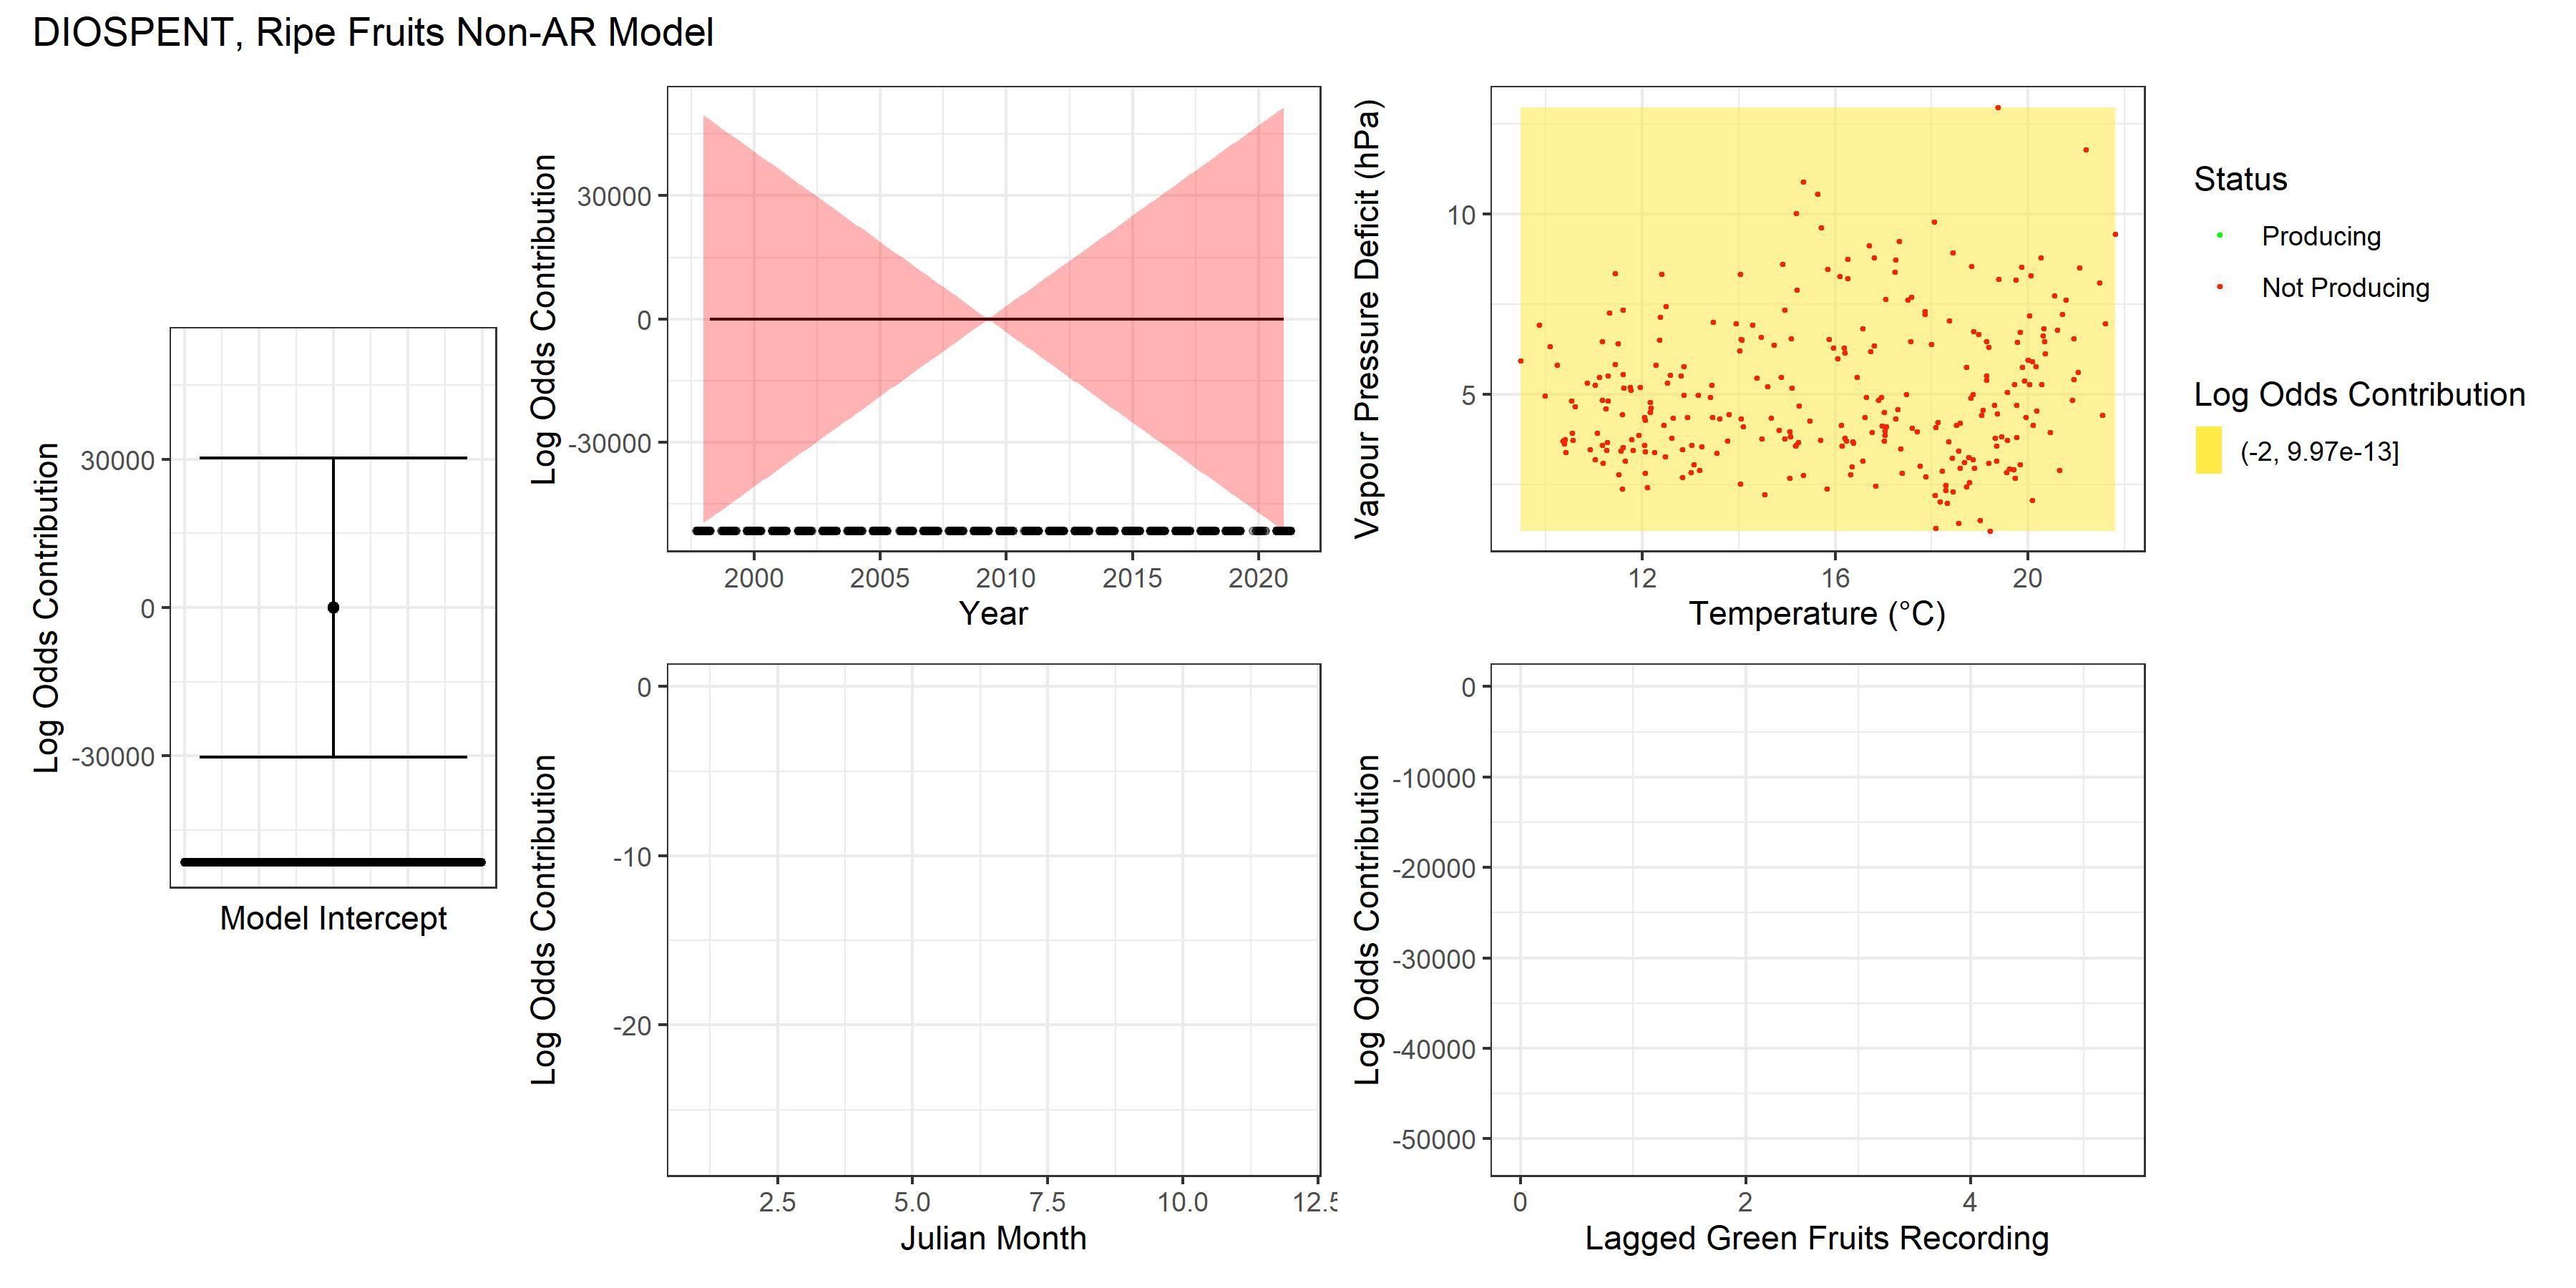 DIOSPENT, Ripe Fruits Non-AR Model
Log Odds Contribution
30000
0
-30000
Model Intercept
Log Odds Contribution
30000
0
-30000
2000 2005 2010 2015 2020
Year
Vapour Pressure Deficit (hPa)
10
5
12 16 20
Temperature (°C)
Status
Producing
Not Producing
Log Odds Contribution
(-2, 9.97e-13]
Log Odds Contribution
0
-10
-20
2.5 5.0 7.5 10.0
Julian Month
Log Odds Contribution
0
-10000
-20000
-30000
-40000
-50000
0 2 4
Lagged Green Fruits Recording